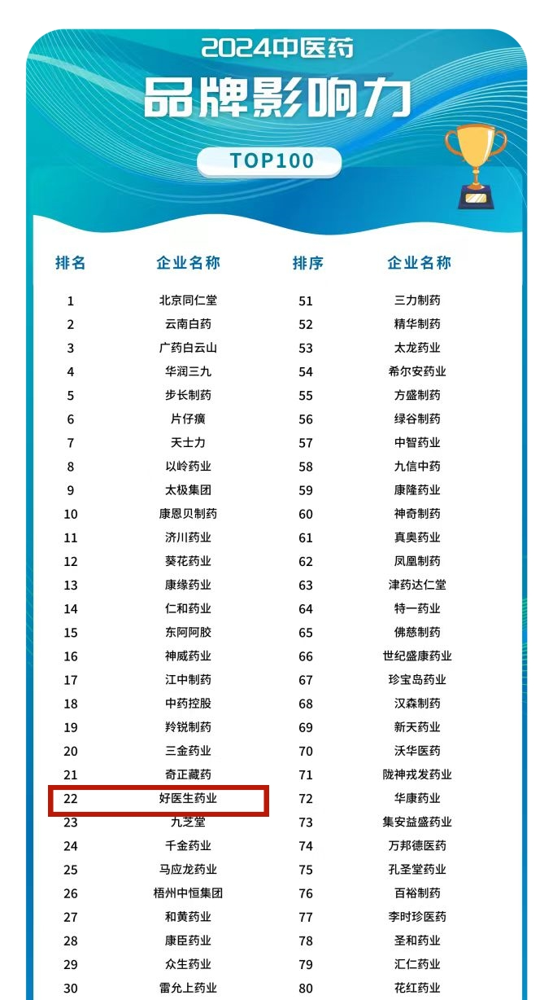 2024中医药
品牌影响力
TOP100
排名 企业名称 排序 企业名称
1 北京同仁堂 51 三力制药
2 云南白药 52 精华制药
3 广药白云山 53 太龙药业
4 华润三九 54 希尔安药业
5 步长制药 55 方盛制药
6 片仔癀 56 绿谷制药
7 天士力 57 中智药业
8 以岭药业 58 九信中药
9 太极集团 59 康隆药业
10 康恩贝制药 60 神奇制药
11 济川药业 61 真奥药业
12 葵花药业 62 凤凰制药
13 康缘药业 63 津药达仁堂
14 仁和药业 64 特一药业
15 东阿阿胶 65 佛慈制药
16 神威药业 66 世纪盛康药业
17 江中制药 67 珍宝岛药业
18 中药控股 68 汉森制药
19 羚锐制药 69 新天药业
20 三金药业 70 沃华医药
21 奇正藏药 71 陇神戎发药业
22 好医生药业 72 华康药业
23 九芝堂 73 集安益盛药业
24 千金药业 74 万邦德医药
25 马应龙药业 75 孔圣堂药业
26 梧州中恒集团 76 百裕制药
27 和黄药业 77 李时珍医药
28 康臣药业 78 圣和药业
29 众生药业 79 汇仁药业
30 雷允上药业 80 花红药业